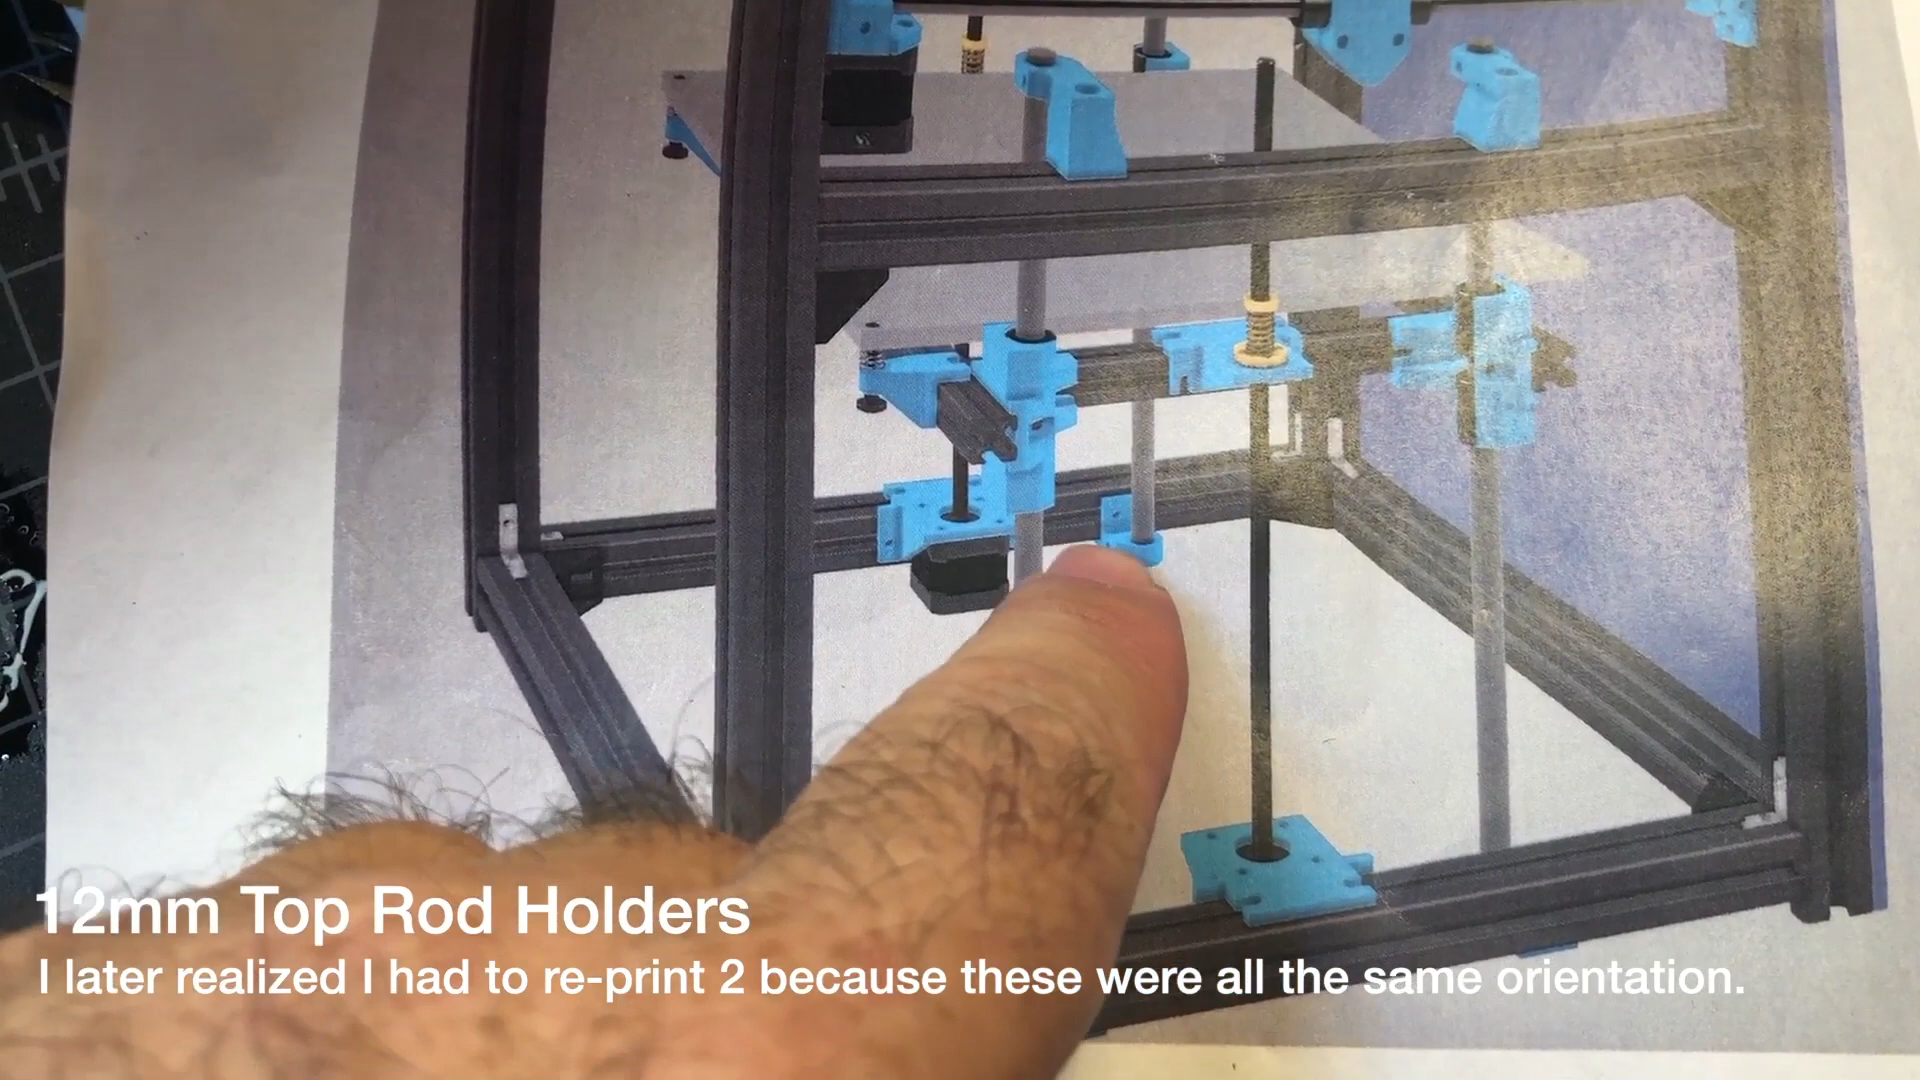 12mm Top Rod Holders
I later realized I had to re-print 2 because these were all the same orientation.